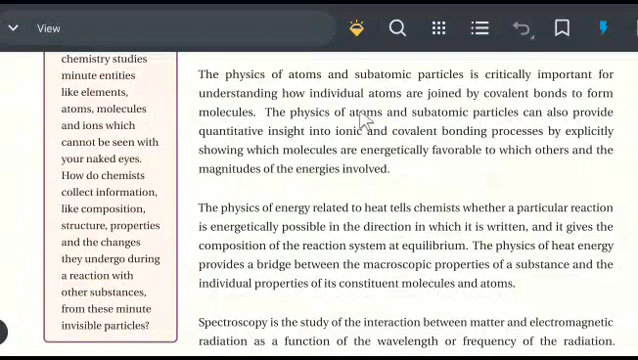 View
chemistry studies
minute entities
like elements,
atoms, molecules
and ions which
cannot be seen with
your naked eyes.
How do chemists
collect information,
like composition,
structure, properties
and the changes
they undergo during
a reaction with
other substances,
from these minute
invisible particles?
The physics of atoms and subatomic particles is critically important for
understanding how individual atoms are joined by covalent bonds to form
molecules. The physics of atoms and subatomic particles can also provide
quantitative insight into ionic and covalent bonding processes by explicitly
showing which molecules are energetically favorable to which others and the
magnitudes of the energies involved.
The physics of energy related to heat tells chemists whether a particular reaction
is energetically possible in the direction in which it is written, and it gives the
composition of the reaction system at equilibrium. The physics of heat energy
provides a bridge between the macroscopic properties of a substance and the
individual properties of its constituent molecules and atoms.
Spectroscopy is the study of the interaction between matter and electromagnetic
radiation as a function of the wavelength or frequency of the radiation.